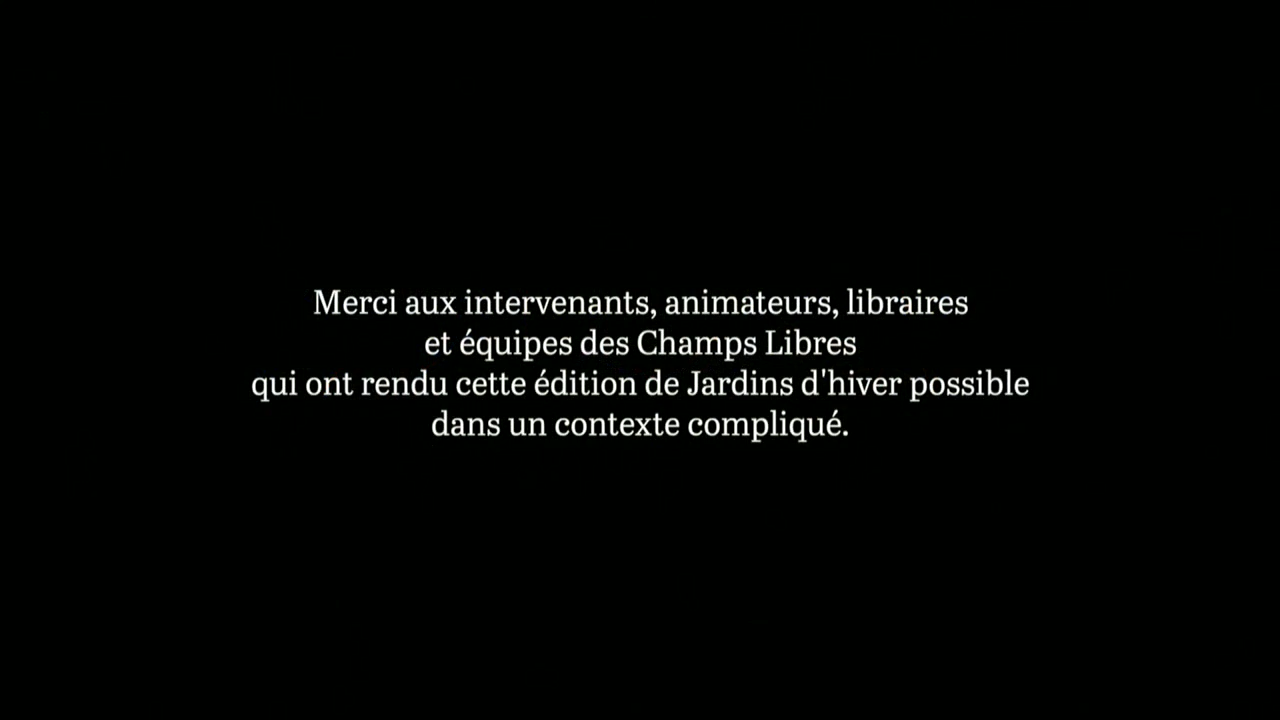 Merci aux intervenants, animateurs, libraires
et équipes des Champs Libres
qui ont rendu cette édition de Jardins d'hiver possible
dans un contexte compliqué.